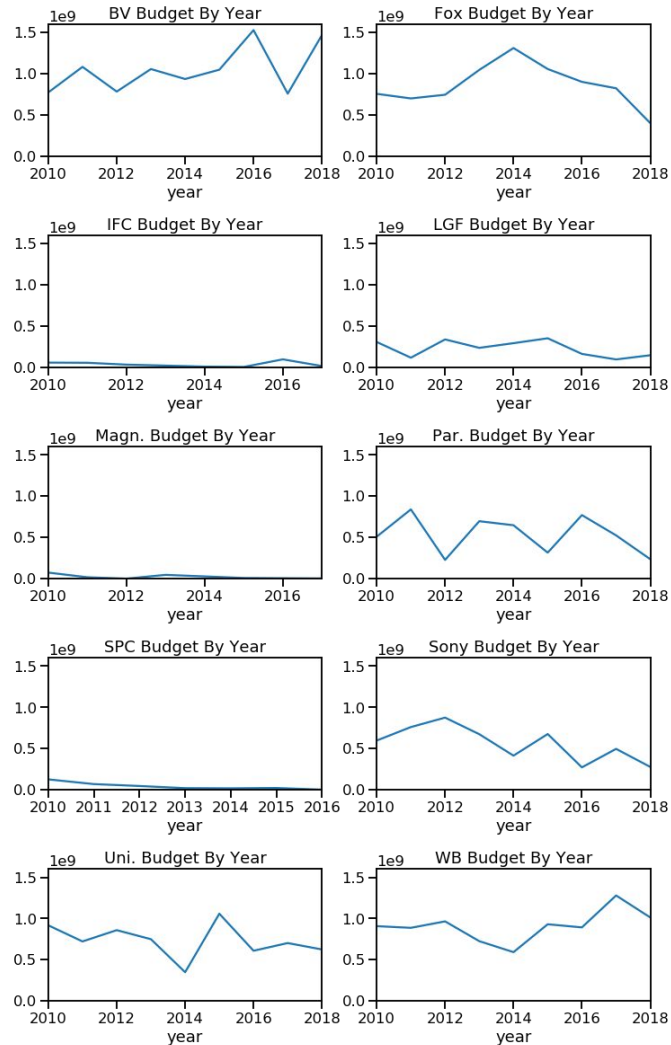 BV Budget By Year
1e9
1.5
1.0
0.5
0.0
2010 2012 2014 2016 2018
year
Fox Budget By Year
1e9
1.5
1.0
0.5
0.0
2010 2012 2014 2016 2018
year
IFC Budget By Year
1e9
1.5
1.0
0.5
0.0
2010 2012 2014 2016
year
LGF Budget By Year
1e9
1.5
1.0
0.5
0.0
2010 2012 2014 2016 2018
year
Magn. Budget By Year
1e9
1.5
1.0
0.5
0.0
2010 2012 2014 2016
year
Par. Budget By Year
1e9
1.5
1.0
0.5
0.0
2010 2012 2014 2016 2018
year
SPC Budget By Year
1e9
1.5
1.0
0.5
0.0
2010 2011 2012 2013 2014 2015 2016
year
Sony Budget By Year
1e9
1.5
1.0
0.5
0.0
2010 2012 2014 2016 2018
year
Uni. Budget By Year
1e9
1.5
1.0
0.5
0.0
2010 2012 2014 2016 2018
year
WB Budget By Year
1e9
1.5
1.0
0.5
0.0
2010 2012 2014 2016 2018
year